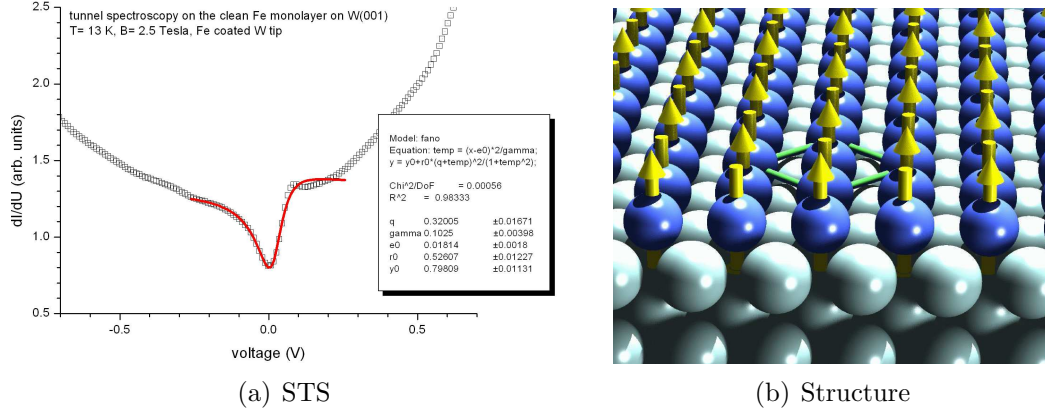 tunnel spectroscopy on the clean Fe monolayer on W(001)
T= 13 K, B= 2.5 Tesla, Fe coated W tip
2.5
2.0
1.5
1.0
0.5
dI/dU (arb. units)
-0.5
0.0
0.5
voltage (V)
Model: fano
Equation: temp = (x-e0)*2/gamma;
y = y0+r0*(q+temp)^2/(1+temp^2);
Chi^2/DoF = 0.00056
R^2 = 0.98333
q 0.32005 ±0.01671
gamma 0.1025 ±0.00398
e0 0.01814 ±0.0018
r0 0.52607 ±0.01227
y0 0.79809 ±0.01131
(a) STS
(b) Structure